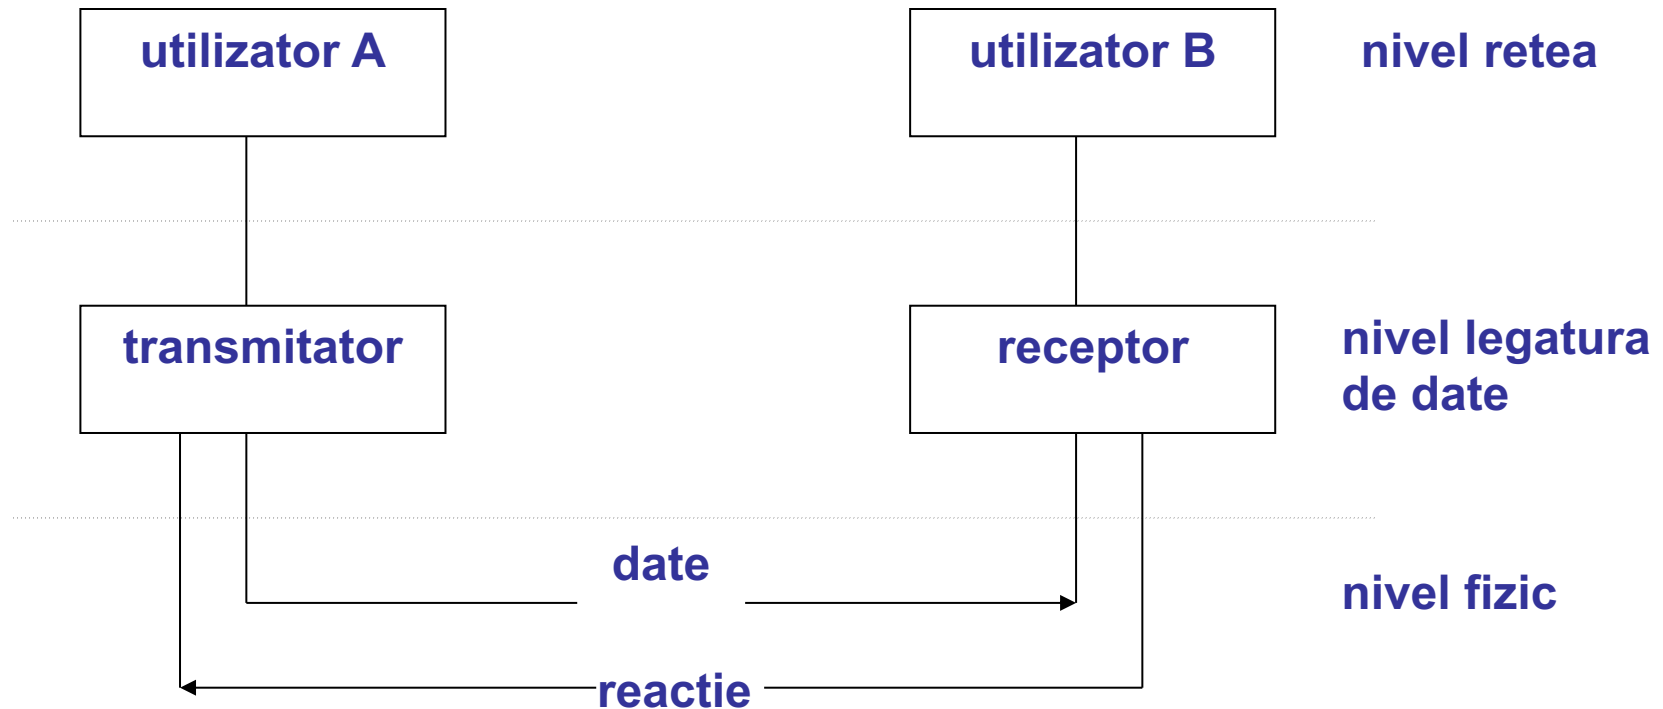 utilizator A
utilizator B
nivel retea
transmitator
receptor
nivel legatura
de date
date
nivel fizic
reactie